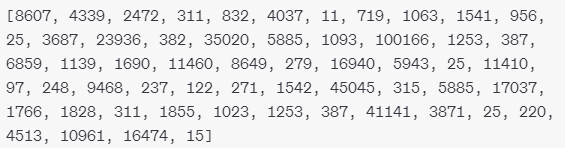 [8607, 4339, 2472, 311, 832, 4037, 11, 719, 1063, 1541, 956,
25, 3687, 23936, 382, 35020, 5885, 1093, 100166, 1253, 387,
6859, 1139, 1690, 11460, 8649, 279, 16940, 5943, 25, 11410,
97, 248, 9468, 237, 122, 271, 1542, 45045, 315, 5885, 17037,
1766, 1828, 311, 1855, 1023, 1253, 387, 41141, 3871, 25, 220,
4513, 10961, 16474, 15]